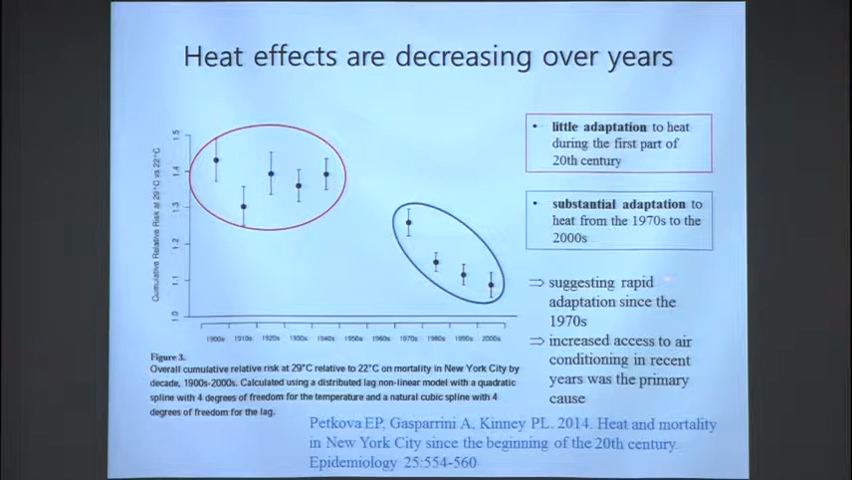 Heat effects are decreasing over years
Cumulative Relative Risk at 29°C vs 22°C
1.5
1.4
1.3
1.2
1.1
1.0
1900s 1910s 1920s 1930s 1940s 1950s 1960s 1970s 1980s 1990s 2000s
Figure 3.
Overall cumulative relative risk at 29°C relative to 22°C on mortality in New York City by
decade, 1900s-2000s. Calculated using a distributed lag non-linear model with a quadratic
spline with 4 degrees of freedom for the temperature and a natural cubic spline with 4
degrees of freedom for the lag.
• little adaptation to heat
during the first part of
20th century
• substantial adaptation to
heat from the 1970s to the
2000s
⇒ suggesting rapid
adaptation since the
1970s
⇒ increased access to air
conditioning in recent
years was the primary
cause
Petkova EP, Gasparrini A, Kinney PL. 2014. Heat and mortality
in New York City since the beginning of the 20th century.
Epidemiology 25:554-560